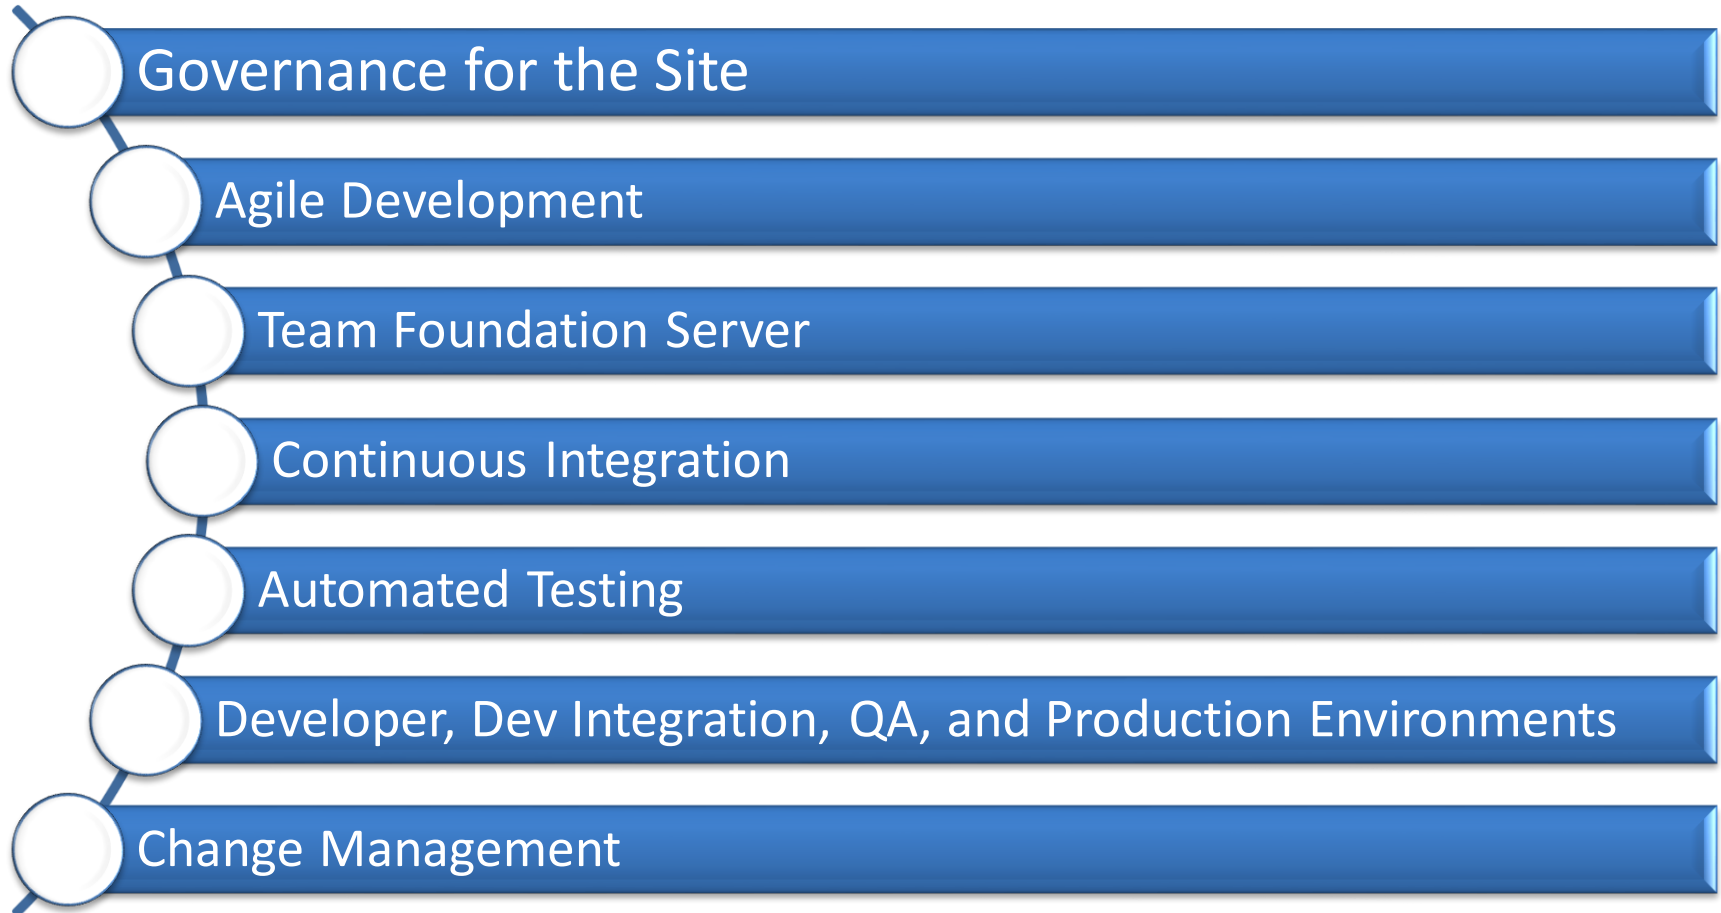 Governance for the Site
Agile Development
Team Foundation Server
Continuous Integration
Automated Testing
Developer, Dev Integration, QA, and Production Environments
Change Management